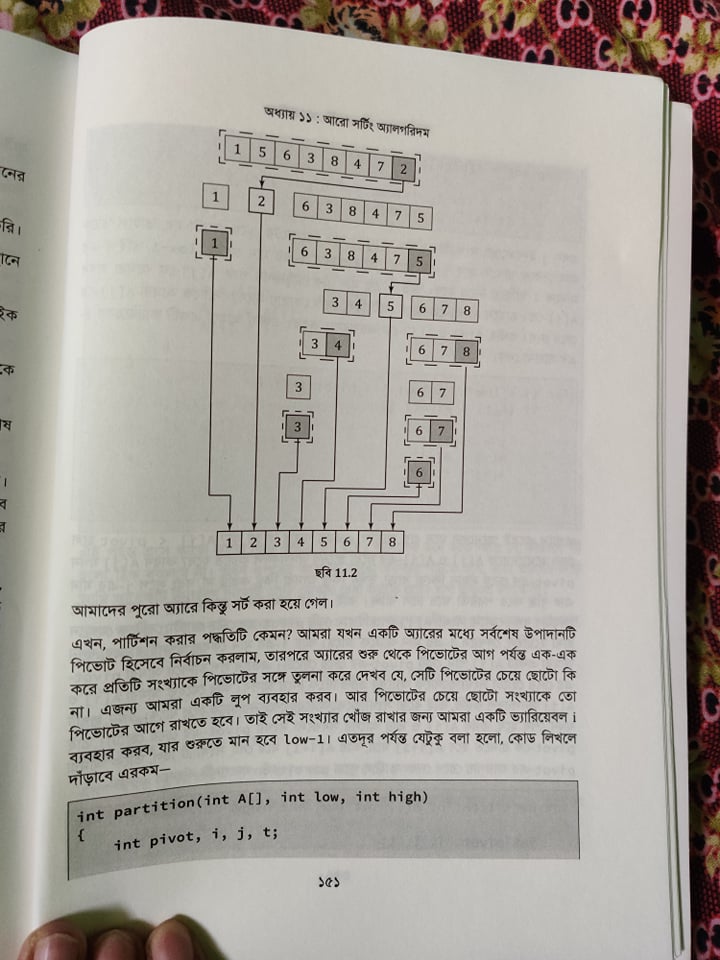 অধ্যায় ১১ : আরো সর্টিং অ্যালগরিদম
1 5 6 3 8 4 7 2
1 2 6 3 8 4 7 5
1 6 3 8 4 7 5
3 4 5 6 7 8
3 4 6 7 8
3 6 7
3 6 7
6
1 2 3 4 5 6 7 8
ছবি 11.2
আমাদের পুরো অ্যারে কিন্তু সর্ট করা হয়ে গেল।
এখন, পার্টিশন করার পদ্ধতিটি কেমন? আমরা যখন একটি অ্যারের মধ্যে সর্বশেষ উপাদানটি
পিভোট হিসেবে নির্বাচন করলাম, তারপরে অ্যারের শুরু থেকে পিভোটের আগ পর্যন্ত এক-এক
করে প্রতিটি সংখ্যাকে পিভোটের সঙ্গে তুলনা করে দেখব যে, সেটি পিভোটের চেয়ে ছোটো কি
না। এজন্য আমরা একটি লুপ ব্যবহার করব। আর পিভোটের চেয়ে ছোটো সংখ্যাকে তো
পিভোটের আগে রাখতে হবে। তাই সেই সংখ্যার খোঁজ রাখার জন্য আমরা একটি ভ্যারিয়েবল i
ব্যবহার করব, যার শুরুতে মান হবে low-1। এতদূর পর্যন্ত যেটুকু বলা হলো, কোড লিখলে
দাঁড়াবে এরকম—
int partition(int A[], int low, int high)
{
int pivot, i, j, t;
১৫১